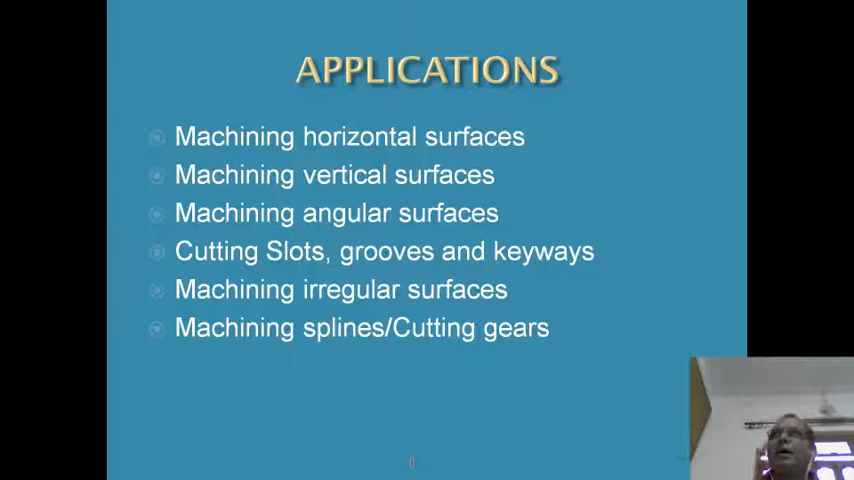 APPLICATIONS
Machining horizontal surfaces
Machining vertical surfaces
Machining angular surfaces
Cutting Slots, grooves and keyways
Machining irregular surfaces
Machining splines/Cutting gears